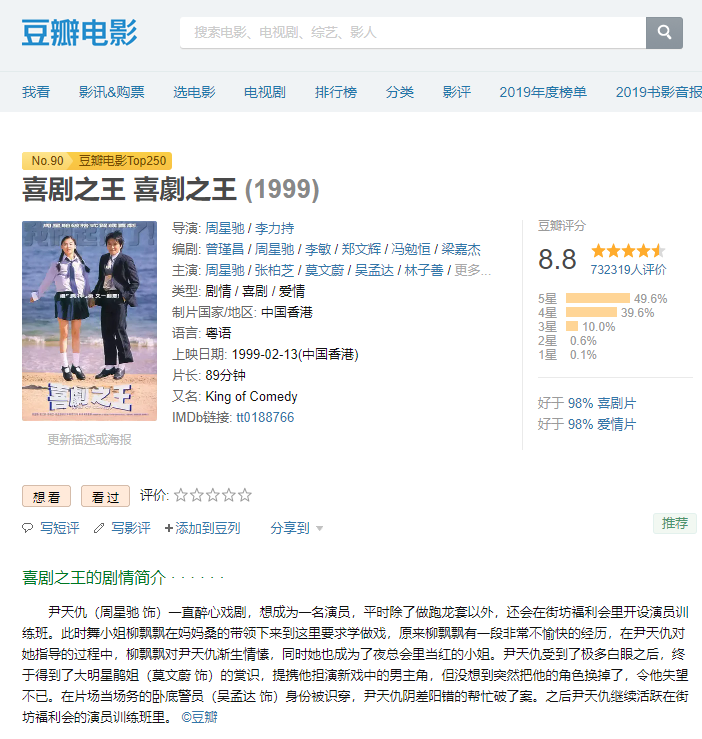 豆瓣电影
搜索电影、电视剧、综艺、影人
我看 影讯&购票 选电影 电视剧 排行榜 分类 影评 2019年度榜单 2019书影音报
No.90 豆瓣电影Top250
喜剧之王 喜劇之王 (1999)
喜劇之王
更新描述或海报
导演: 周星驰 / 李力持
编剧: 曾瑾昌 / 周星驰 / 李敏 / 郑文辉 / 冯勉恒 / 梁嘉杰
主演: 周星驰 / 张柏芝 / 莫文蔚 / 吴孟达 / 林子善 / 更多...
类型: 剧情 / 喜剧 / 爱情
制片国家/地区: 中国香港
语言: 粤语
上映日期: 1999-02-13(中国香港)
片长: 89分钟
又名: King of Comedy
IMDb链接: tt0188766
豆瓣评分
8.8
732319人评价
5星 49.6%
4星 39.6%
3星 10.0%
2星 0.6%
1星 0.1%
好于 98% 喜剧片
好于 98% 爱情片
想看 看过 评价:
写短评 写影评 +添加到豆列 分享到
推荐
喜剧之王的剧情简介 · · · · · ·
尹天仇（周星驰 饰）一直醉心戏剧，想成为一名演员，平时除了做跑龙套以外，还会在街坊福利会里开设演员训
练班。此时舞小姐柳飘飘在妈妈桑的带领下来到这里要求学做戏，原来柳飘飘有一段非常不愉快的经历，在尹天仇对
她指导的过程中，柳飘飘对尹天仇渐生情愫，同时她也成为了夜总会里当红的小姐。尹天仇受到了极多白眼之后，终
于得到了大明星鹃姐（莫文蔚 饰）的赏识，提携他担演新戏中的男主角，但没想到突然把他的角色换掉了，令他失望
不已。在片场当场务的卧底警员（吴孟达 饰）身份被识穿，尹天仇阴差阳错的帮忙破了案。之后尹天仇继续活跃在街
坊福利会的演员训练班里。 ©豆瓣